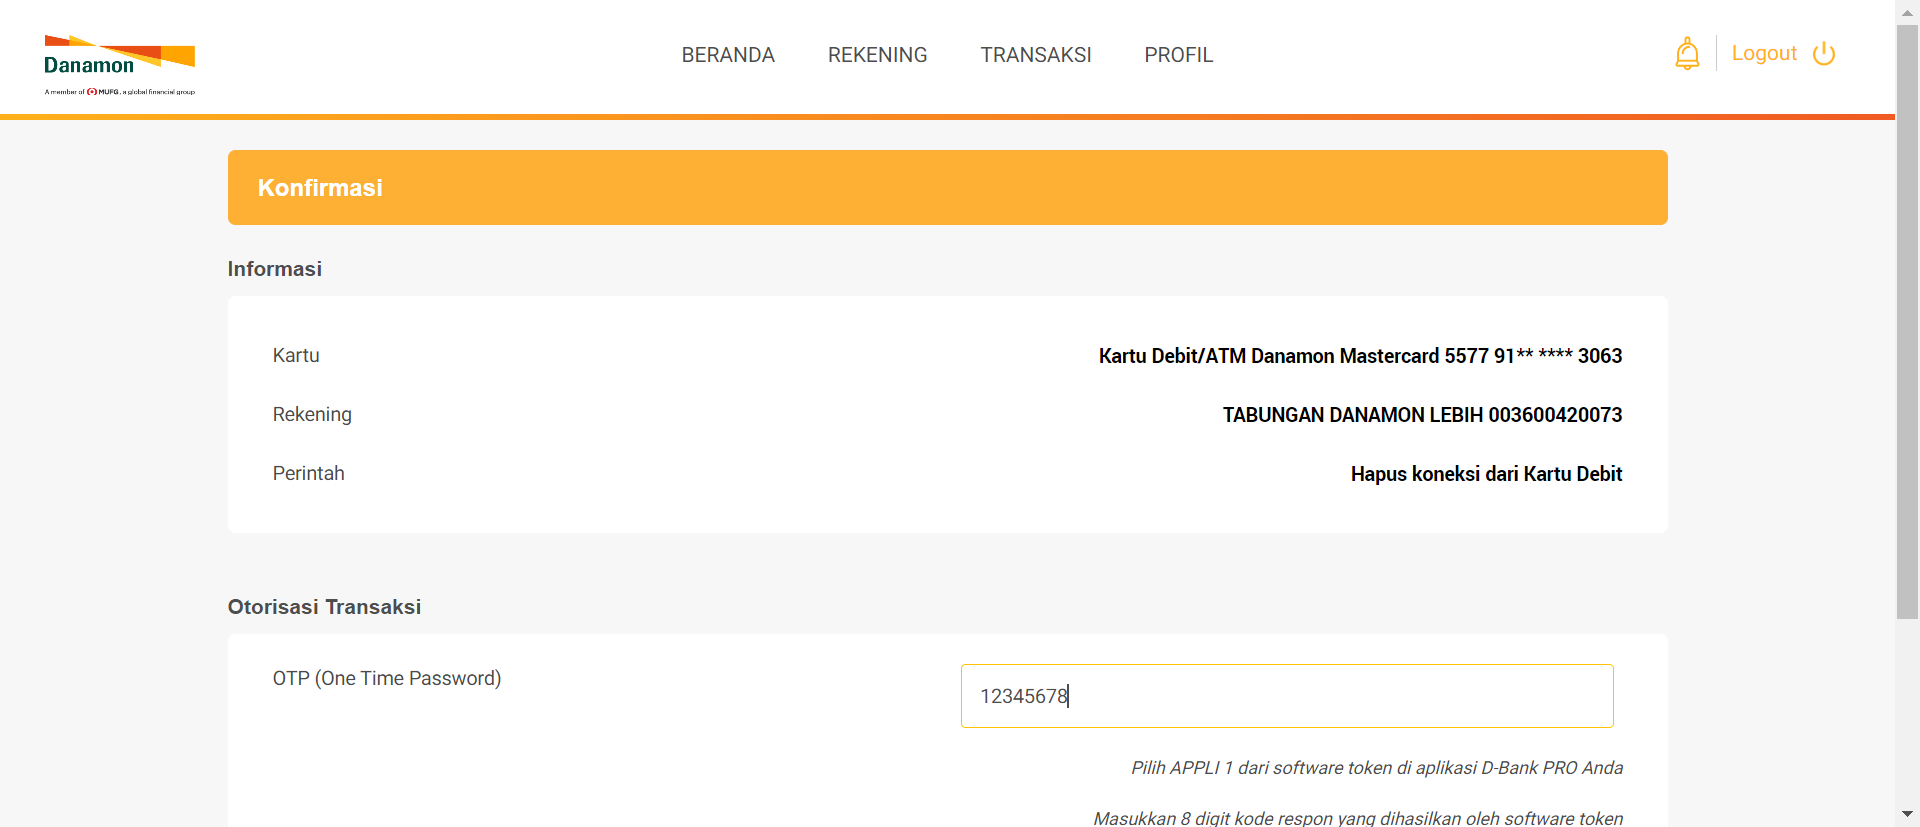 Danamon
A member of MUFG, a global financial group
BERANDA REKENING TRANSAKSI PROFIL
Logout
Konfirmasi
Informasi
Kartu Kartu Debit/ATM Danamon Mastercard 5577 91** **** 3063
Rekening TABUNGAN DANAMON LEBIH 003600420073
Perintah Hapus koneksi dari Kartu Debit
Otorisasi Transaksi
OTP (One Time Password) 12345678
Pilih APPLI 1 dari software token di aplikasi D-Bank PRO Anda
Masukkan 8 digit kode respon yang dihasilkan oleh software token